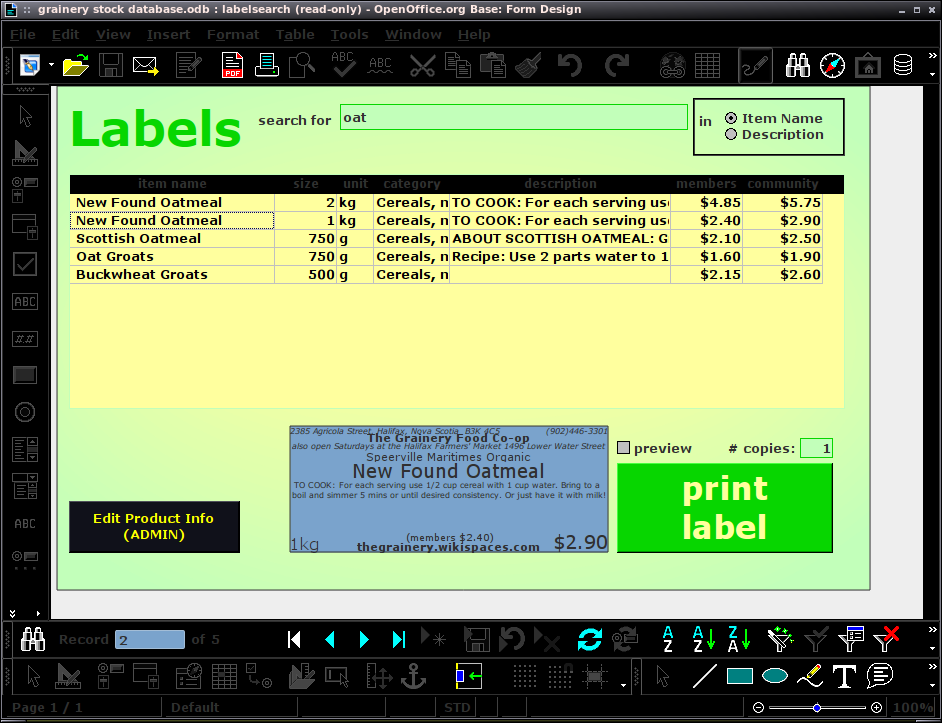 grainery stock database.odb : labelsearch (read-only) - OpenOffice.org Base: Form Design
File Edit View Insert Format Table Tools Window Help
PDF ABC ABC
Labels search for oat in Item Name
Description
item name size unit category description members community
New Found Oatmeal 2 kg Cereals, n TO COOK: For each serving us $4.85 $5.75
New Found Oatmeal 1 kg Cereals, n TO COOK: For each serving us $2.40 $2.90
Scottish Oatmeal 750 g Cereals, n ABOUT SCOTTISH OATMEAL: G $2.10 $2.50
Oat Groats 750 g Cereals, n Recipe: Use 2 parts water to 1 $1.60 $1.90
Buckwheat Groats 500 g Cereals, n $2.15 $2.60
ABC
##
ABC
2385 Agricola Street, Halifax, Nova Scotia B3K 4C5 (902)446-3301
The Grainery Food Co-op
also open Saturdays at the Halifax Farmers' Market 1496 Lower Water Street
Speerville Maritimes Organic
New Found Oatmeal
TO COOK: For each serving use 1/2 cup cereal with 1 cup water. Bring to a
boil and simmer 5 mins or until desired consistency. Or just have it with milk!
1kg (members $2.40) $2.90
thegrainery.wikispaces.com
preview # copies: 1
print
label
Edit Product Info
(ADMIN)
Record 2 of 5
A Z A Z Z A
T
Page 1 / 1 Default STD 100%